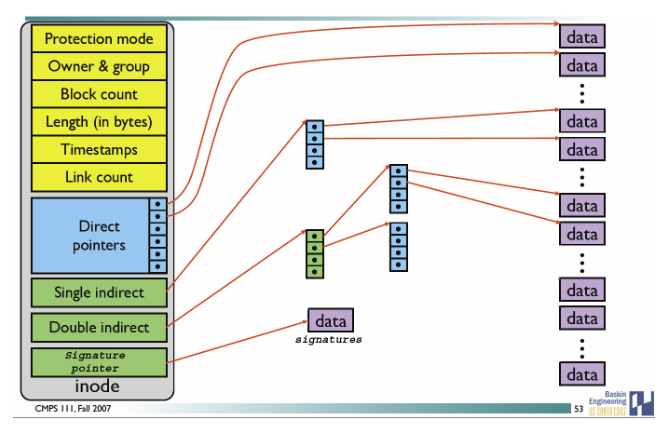 Protection mode
Owner & group
Block count
Length (in bytes)
Timestamps
Link count
Direct
pointers
Single indirect
Double indirect
Signature
pointer
inode
data
signatures
data
data
data
data
data
data
data
data
data
CMPS 111, Fall 2007
53
Baskin
Engineering
UC SANTA CRUZ